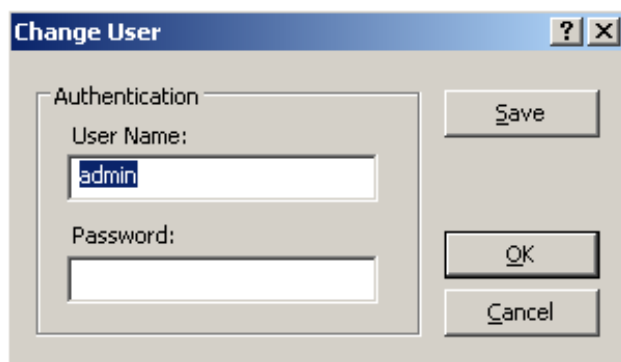 Change User
Authentication
User Name:
admin
Password:
Save
OK
Cancel